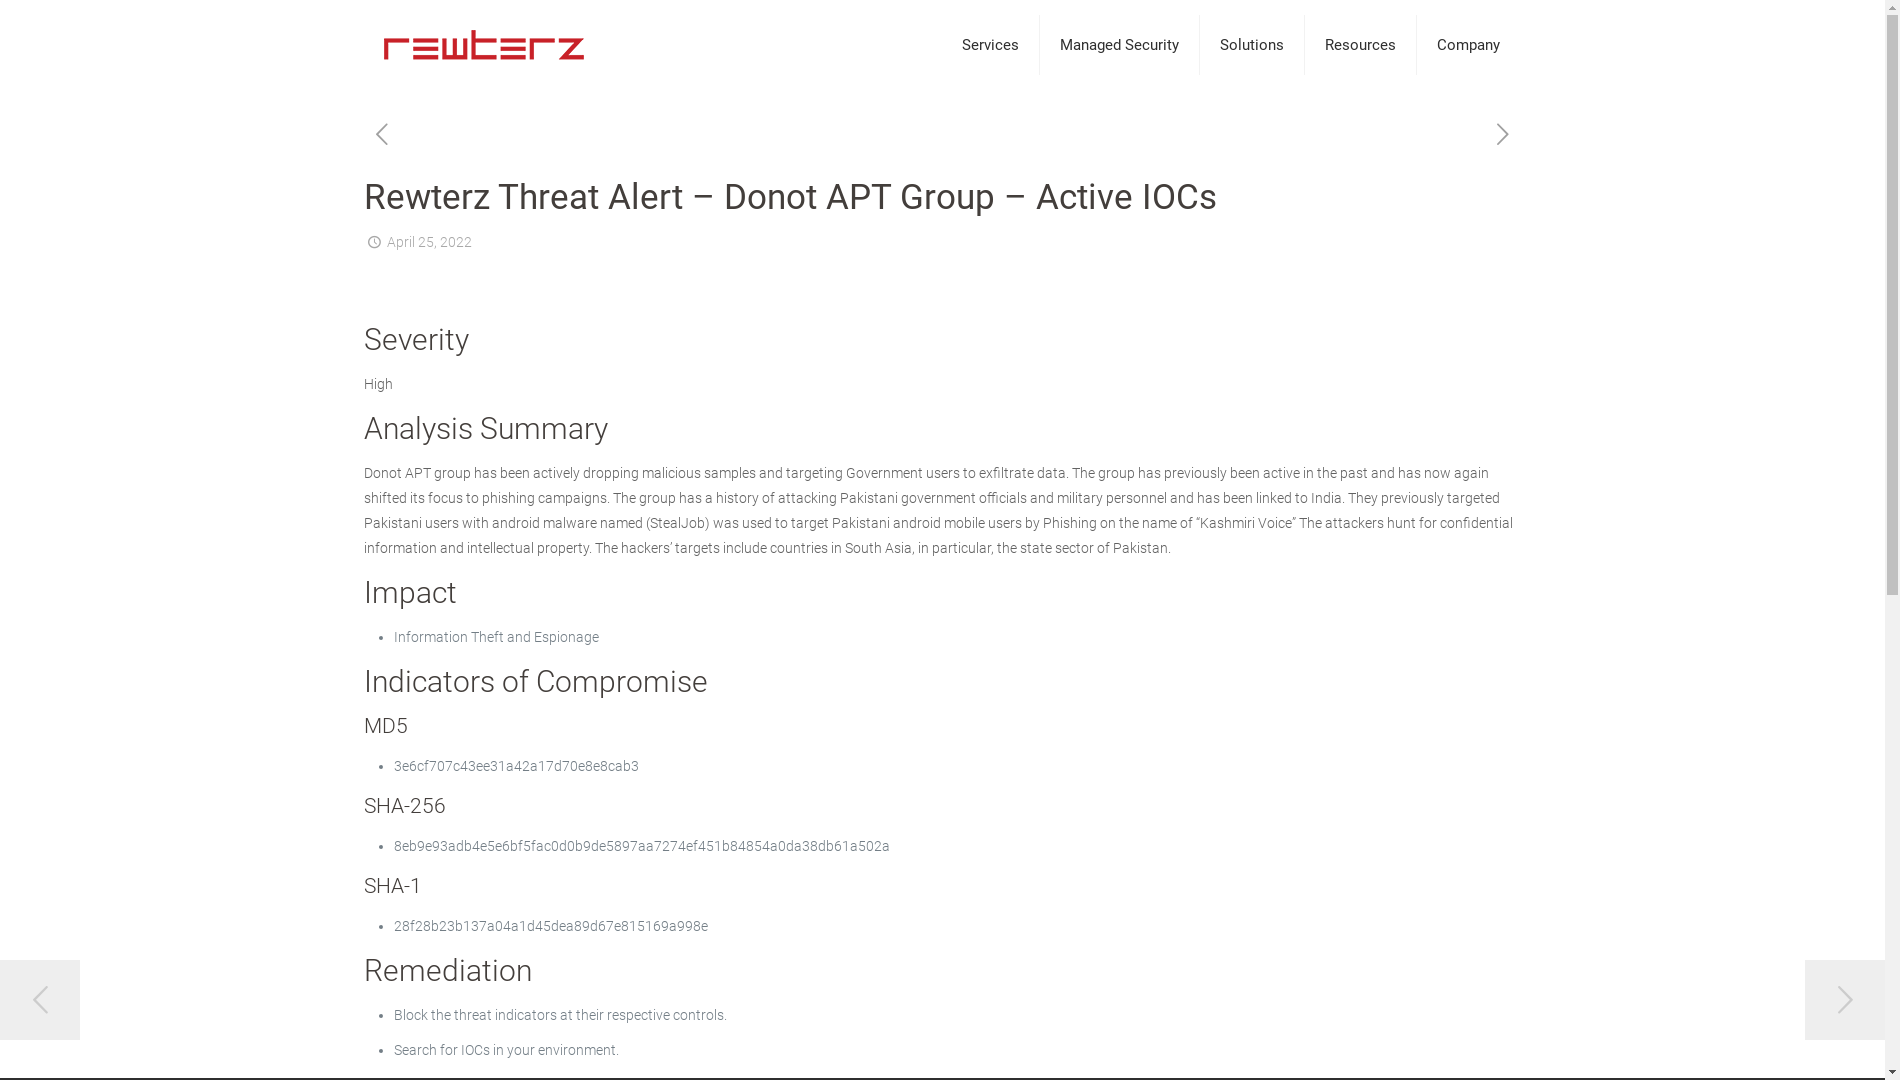 rewterz
Services
Managed Security
Solutions
Resources
Company
Rewterz Threat Alert – Donot APT Group – Active IOCs
April 25, 2022
Severity
High
Analysis Summary
Donot APT group has been actively dropping malicious samples and targeting Government users to exfiltrate data. The group has previously been active in the past and has now again
shifted its focus to phishing campaigns. The group has a history of attacking Pakistani government officials and military personnel and has been linked to India. They previously targeted
Pakistani users with android malware named (StealJob) was used to target Pakistani android mobile users by Phishing on the name of “Kashmiri Voice” The attackers hunt for confidential
information and intellectual property. The hackers’ targets include countries in South Asia, in particular, the state sector of Pakistan.
Impact
Information Theft and Espionage
Indicators of Compromise
MD5
3e6cf707c43ee31a42a17d70e8e8cab3
SHA-256
8eb9e93adb4e5e6bf5fac0d0b9de5897aa7274ef451b84854a0da38db61a502a
SHA-1
28f28b23b137a04a1d45dea89d67e815169a998e
Remediation
Block the threat indicators at their respective controls.
Search for IOCs in your environment.